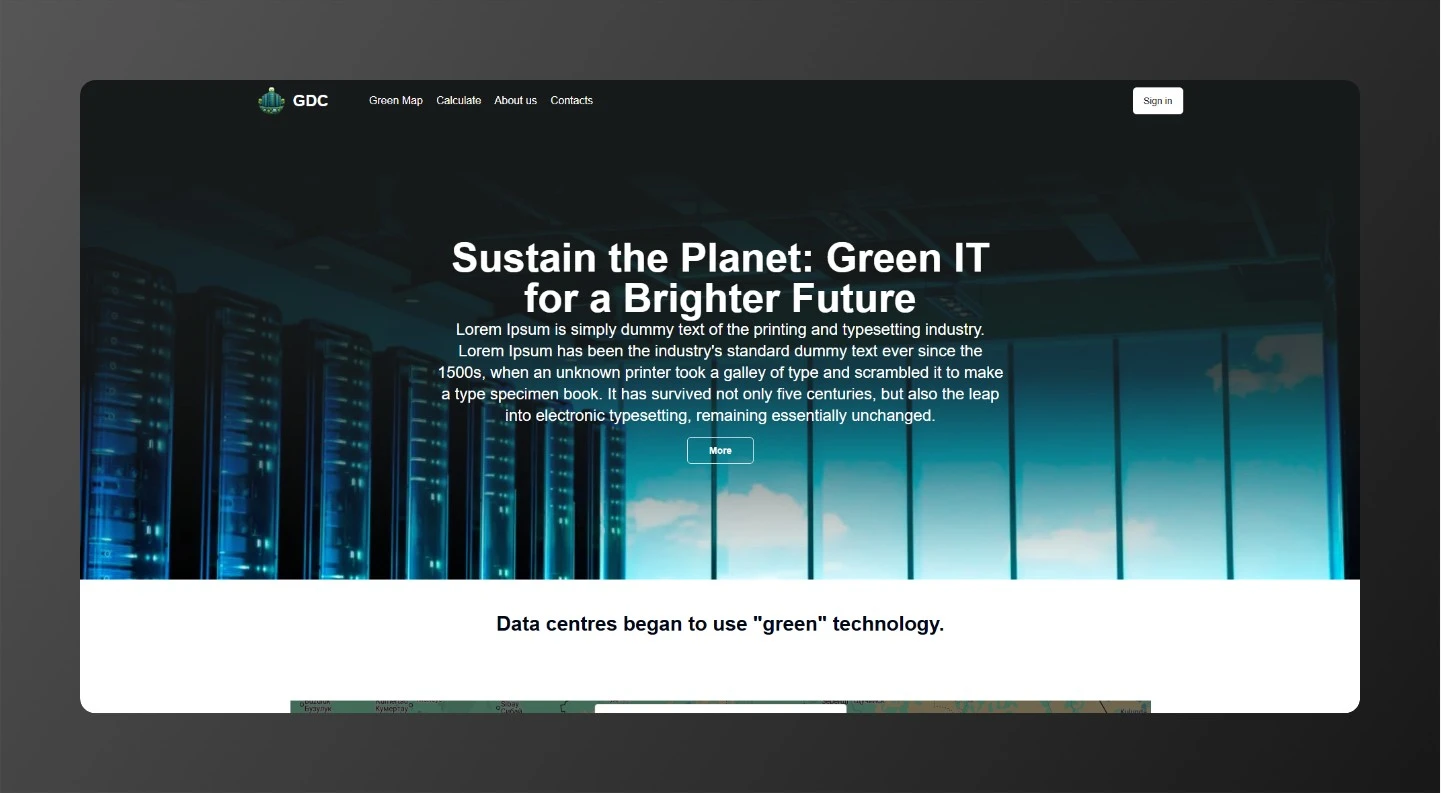 GDC
Green Map
Calculate
About us
Contacts
Sign in
Sustain the Planet: Green IT
for a Brighter Future
Lorem Ipsum is simply dummy text of the printing and typesetting industry.
Lorem Ipsum has been the industry's standard dummy text ever since the
1500s, when an unknown printer took a galley of type and scrambled it to make
a type specimen book. It has survived not only five centuries, but also the leap
into electronic typesetting, remaining essentially unchanged.
More
Data centres began to use "green" technology.
Бузулук
Кумертау
Sibay